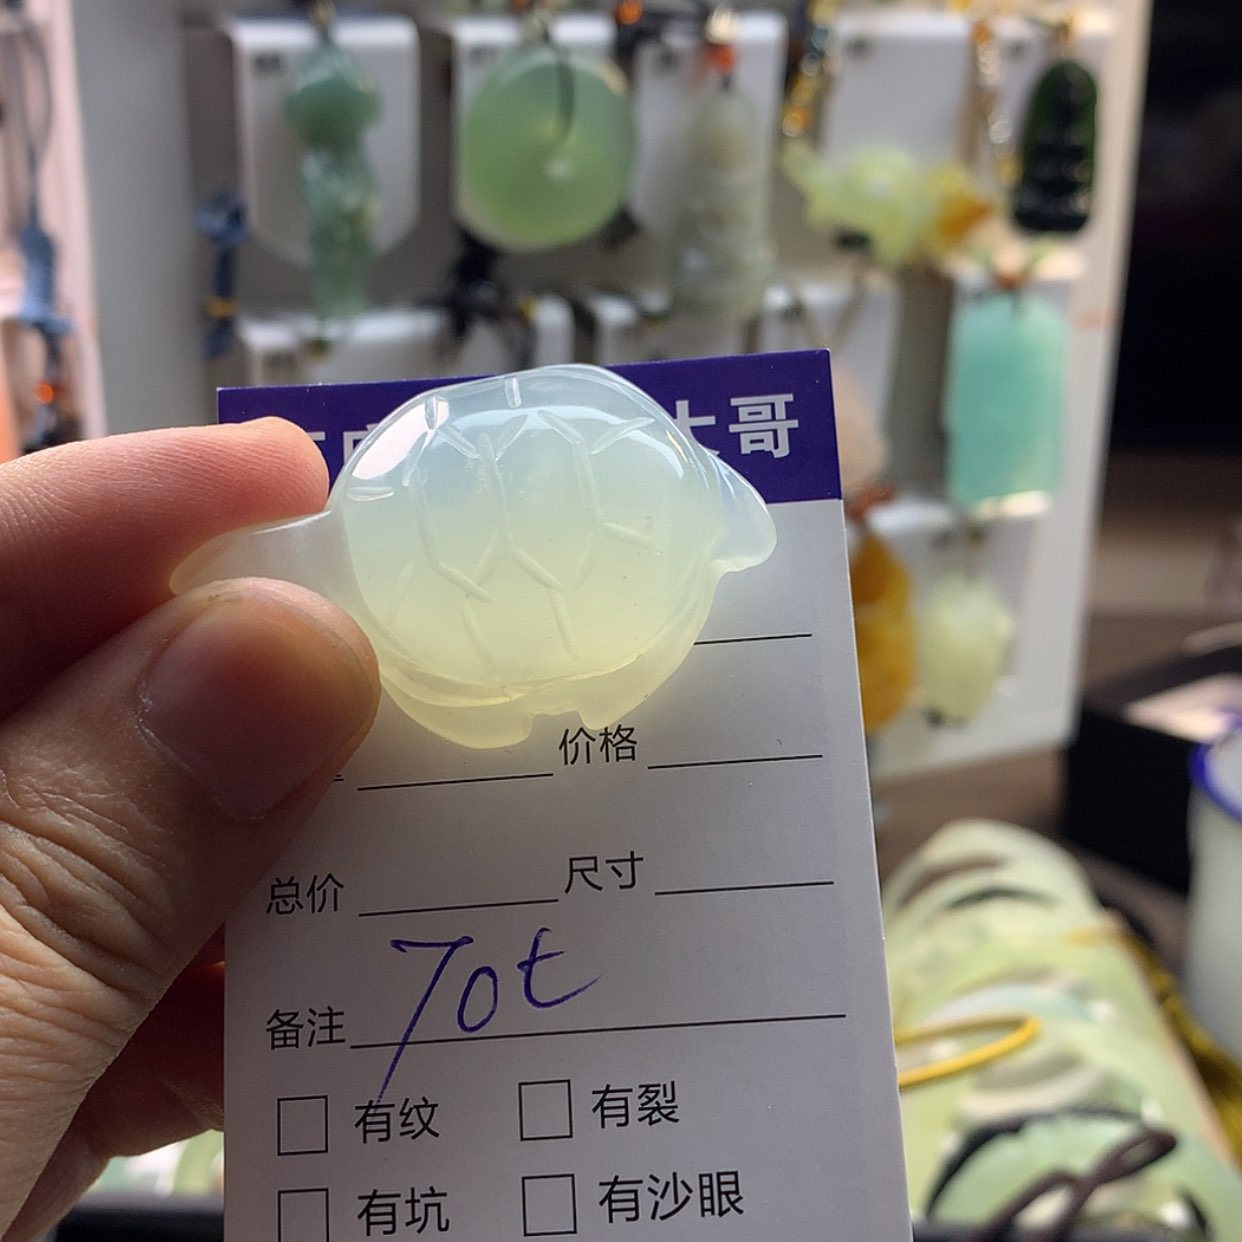 大哥
价格
总价 尺寸
备注 70t
有纹 有裂
有坑 有沙眼